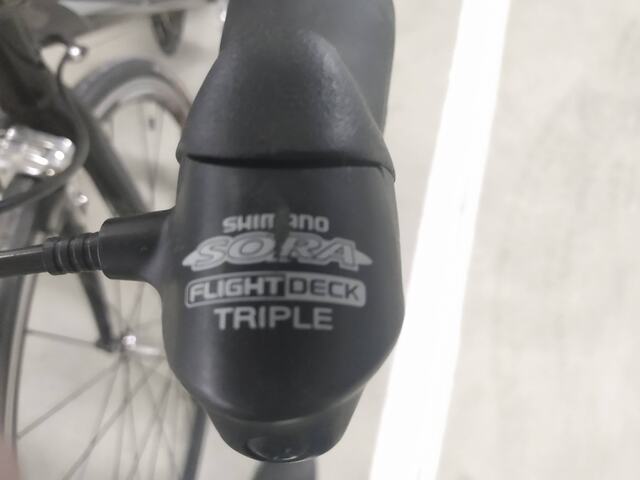 SHIMANO
SORA
FLIGHT DECK
TRIPLE